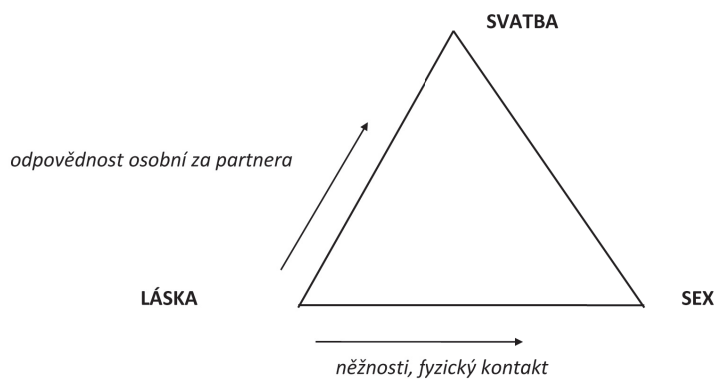 SVATBA
odpovědnost osobní za partnera
LÁSKA
SEX
něžnosti, fyzický kontakt